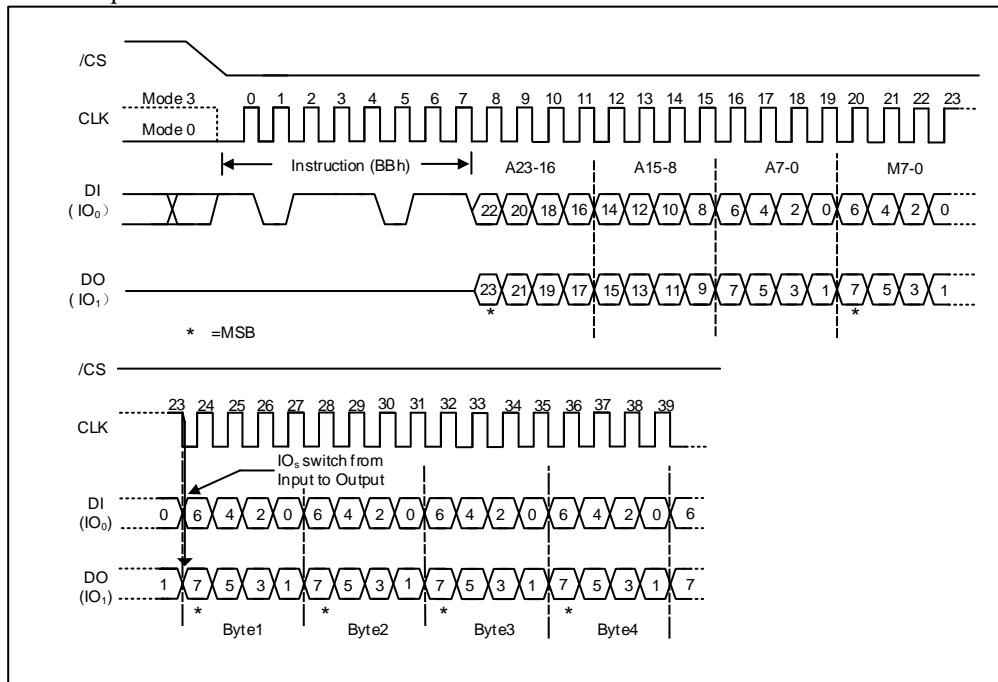 /CS
Mode 3
CLK
Mode 0
0 1 2 3 4 5 6 7 8 9 10 11 12 13 14 15 16 17 18 19 20 21 22 23
Instruction (BBh)
A23-16 A15-8 A7-0 M7-0
DI
( IO0)
22 20 18 16 14 12 10 8 6 4 2 0 6 4 2 0
DO
( IO1)
23 21 19 17 15 13 11 9 7 5 3 1 7 5 3 1
* *
* =MSB
/CS
23 24 25 26 27 28 29 30 31 32 33 34 35 36 37 38 39
CLK
IOs switch from
Input to Output
DI
(IO0)
0 6 4 2 0 6 4 2 0 6 4 2 0 6 4 2 0 6
DO
(IO1)
1 7 5 3 1 7 5 3 1 7 5 3 1 7 5 3 1 7
* * * *
Byte1 Byte2 Byte3 Byte4